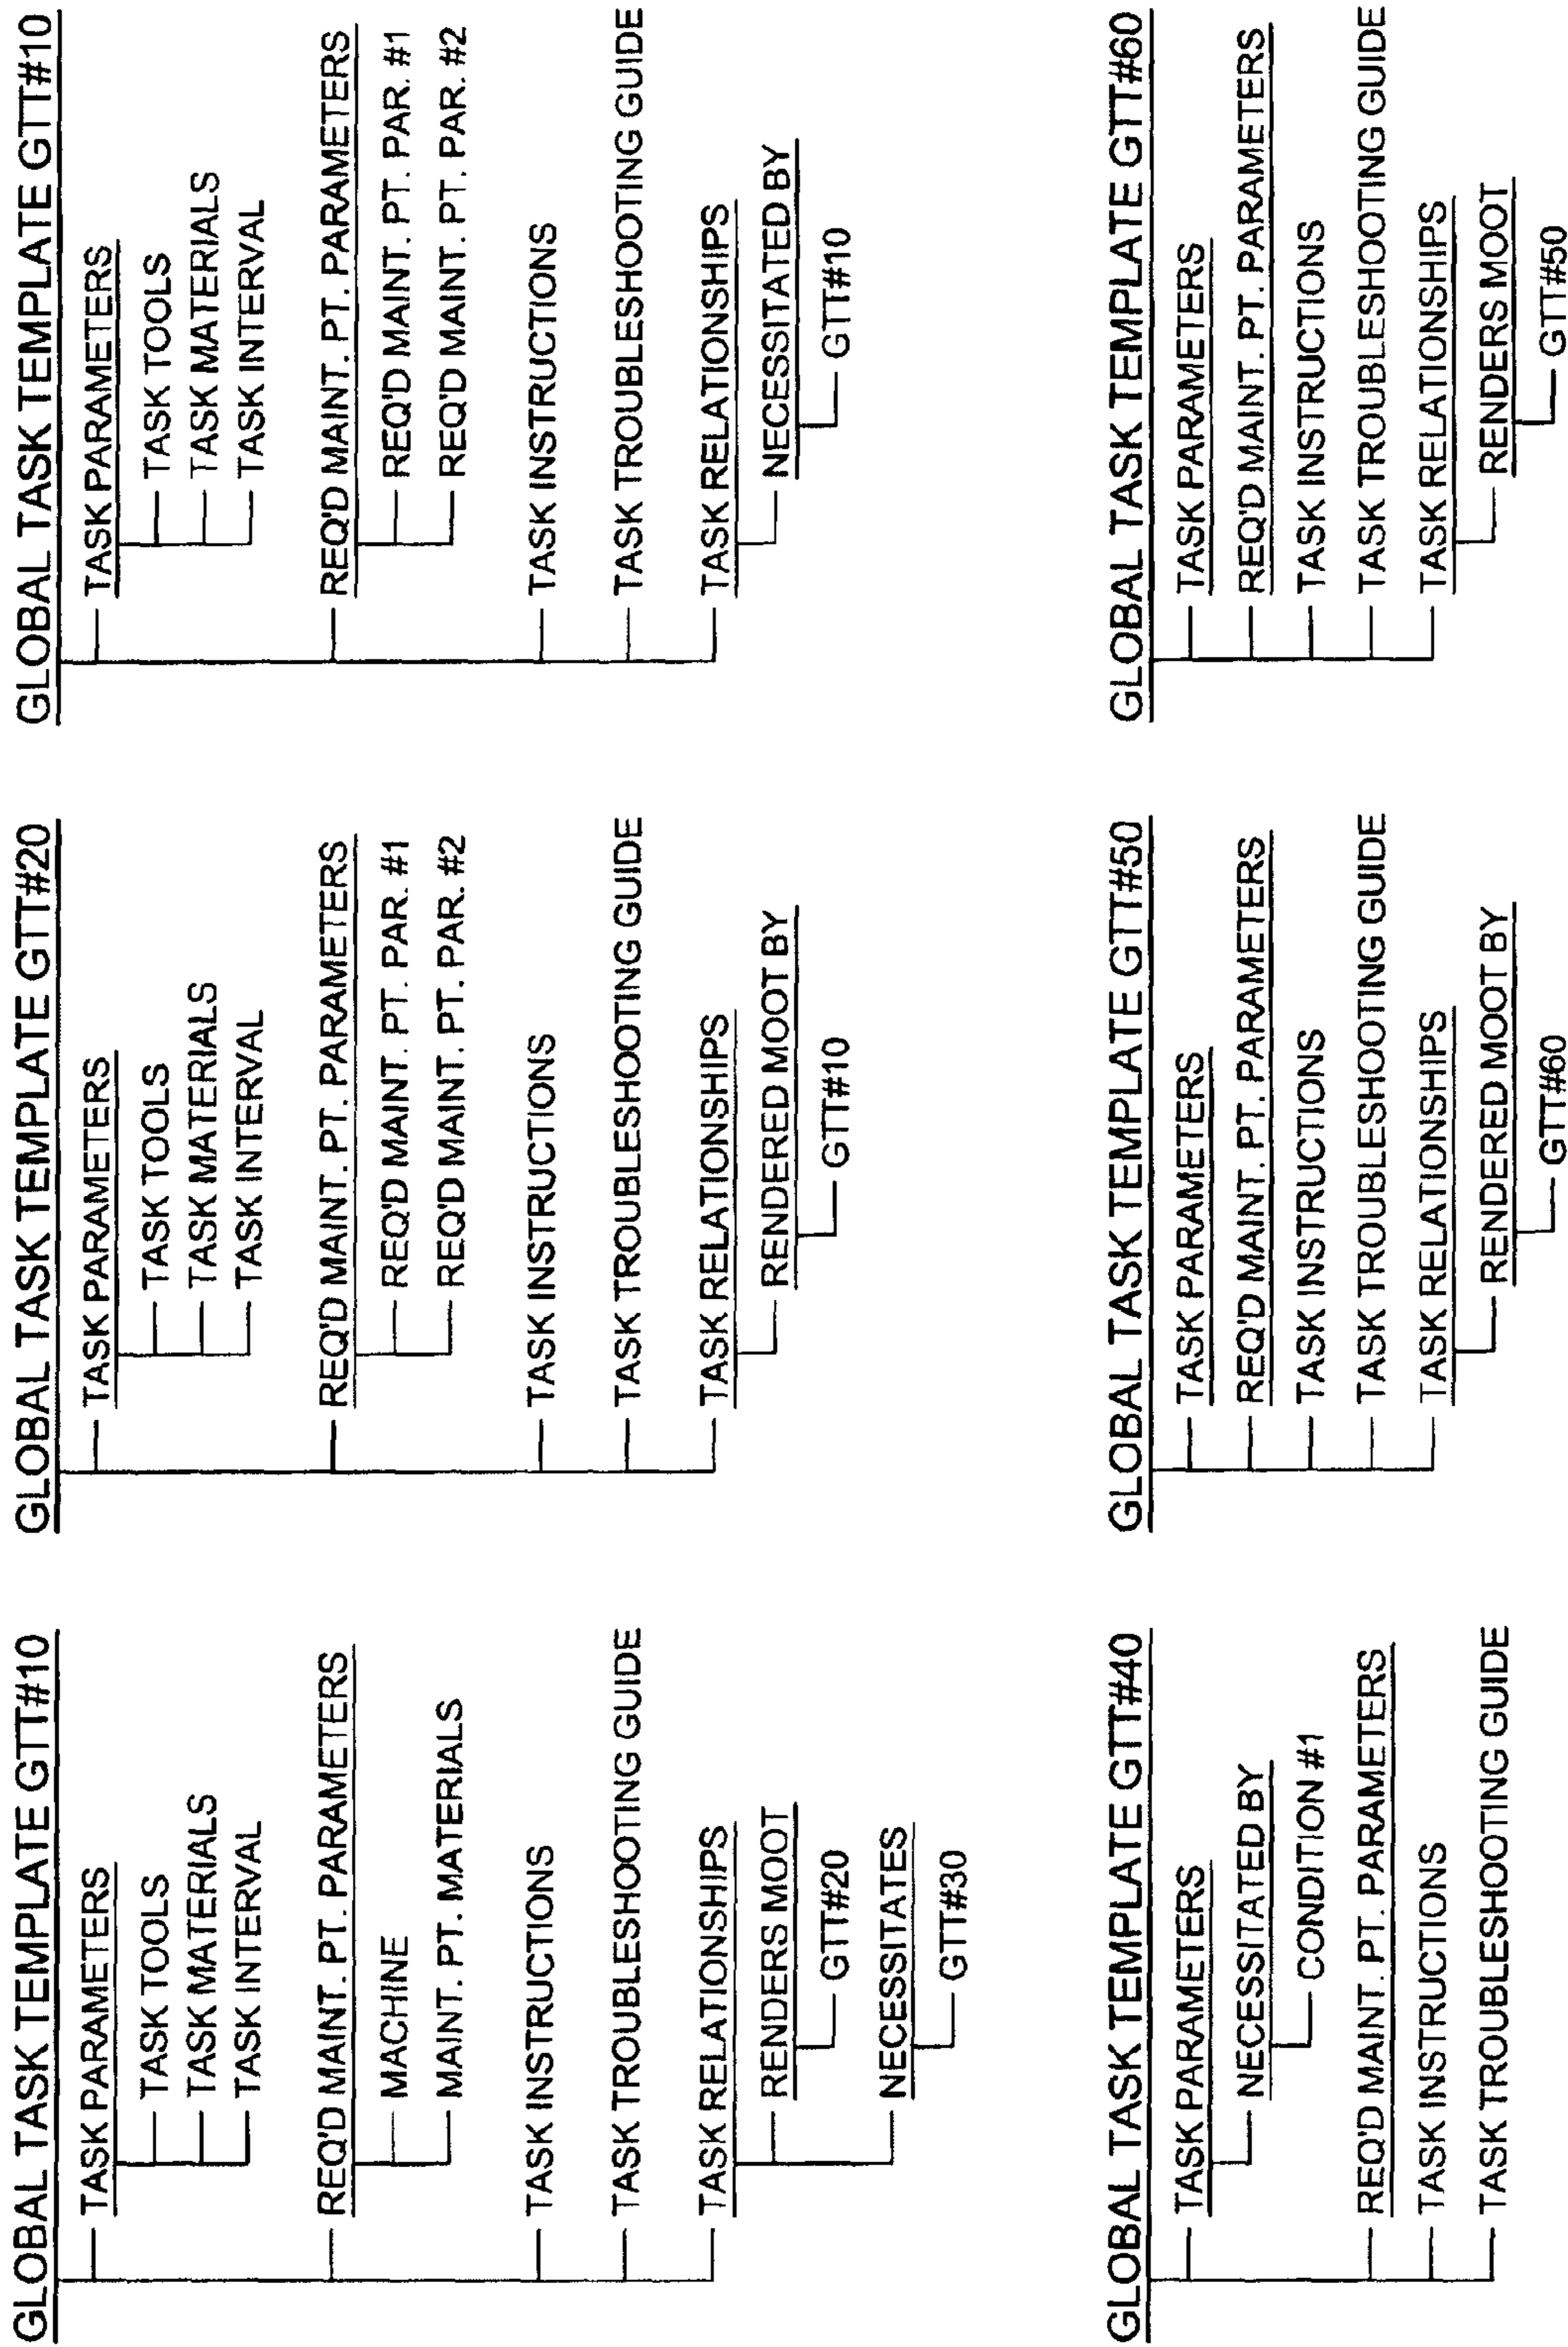 GLOBAL TASK TEMPLATE GTT#10
TASK PARAMETERS
TASK TOOLS
TASK MATERIALS
TASK INTERVAL
REQ'D MAINT. PT. PARAMETERS
MACHINE
MAINT. PT. MATERIALS
TASK INSTRUCTIONS
TASK TROUBLESHOOTING GUIDE
TASK RELATIONSHIPS
RENDERS MOOT
GTT#20
NECESSITATES
GTT#30
GLOBAL TASK TEMPLATE GTT#20
TASK PARAMETERS
TASK TOOLS
TASK MATERIALS
TASK INTERVAL
REQ'D MAINT. PT. PARAMETERS
REQ'D MAINT. PT. PAR. #1
REQ'D MAINT. PT. PAR. #2
TASK INSTRUCTIONS
TASK TROUBLESHOOTING GUIDE
TASK RELATIONSHIPS
RENDERED MOOT BY
GTT#10
GLOBAL TASK TEMPLATE GTT#10
TASK PARAMETERS
TASK TOOLS
TASK MATERIALS
TASK INTERVAL
REQ'D MAINT. PT. PARAMETERS
REQ'D MAINT. PT. PAR. #1
REQ'D MAINT. PT. PAR. #2
TASK INSTRUCTIONS
TASK TROUBLESHOOTING GUIDE
TASK RELATIONSHIPS
NECESSITATED BY
GTT#10
GLOBAL TASK TEMPLATE GTT#40
TASK PARAMETERS
NECESSITATED BY
CONDITION #1
REQ'D MAINT. PT. PARAMETERS
TASK INSTRUCTIONS
TASK TROUBLESHOOTING GUIDE
GLOBAL TASK TEMPLATE GTT#50
TASK PARAMETERS
REQ'D MAINT. PT. PARAMETERS
TASK INSTRUCTIONS
TASK TROUBLESHOOTING GUIDE
TASK RELATIONSHIPS
RENDERED MOOT BY
GTT#60
GLOBAL TASK TEMPLATE GTT#60
TASK PARAMETERS
REQ'D MAINT. PT. PARAMETERS
TASK INSTRUCTIONS
TASK TROUBLESHOOTING GUIDE
TASK RELATIONSHIPS
RENDERS MOOT
GTT#50